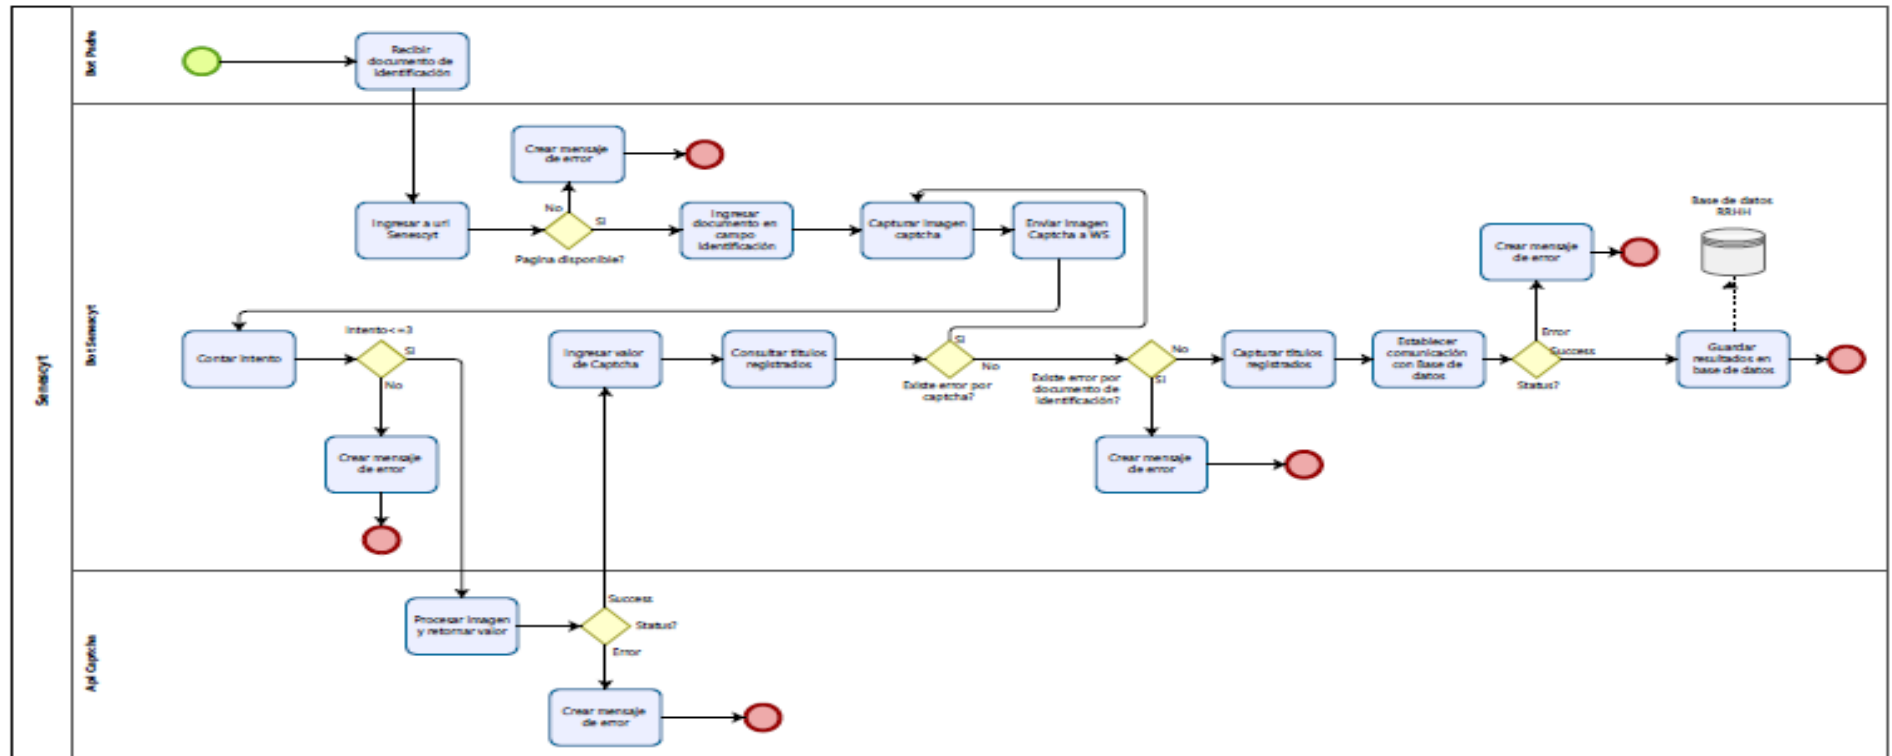 Senescyt
Bot Padre
Recibir
documento de
identificación
Bot Senescyt
Crear mensaje
de error
Ingresar a url
Senescyt
No
SI
Pagina disponible?
Ingresar
documento en
campo
identificación
Capturar imagen
captcha
Enviar imagen
Captcha a WS
Crear mensaje
de error
Base de datos
RRHH
Contar intento
Intento<=3
SI
No
Crear mensaje
de error
Ingresar valor
de Captcha
Consultar títulos
registrados
SI
No
Existe error por
captcha?
Existe error por
documento de
identificación?
No
SI
Crear mensaje
de error
Capturar títulos
registrados
Establecer
comunicación
con Base de
datos
Error
Success
Status?
Guardar
resultados en
base de datos
Api Captcha
Procesar imagen
y retornar valor
Success
Status?
Error
Crear mensaje
de error